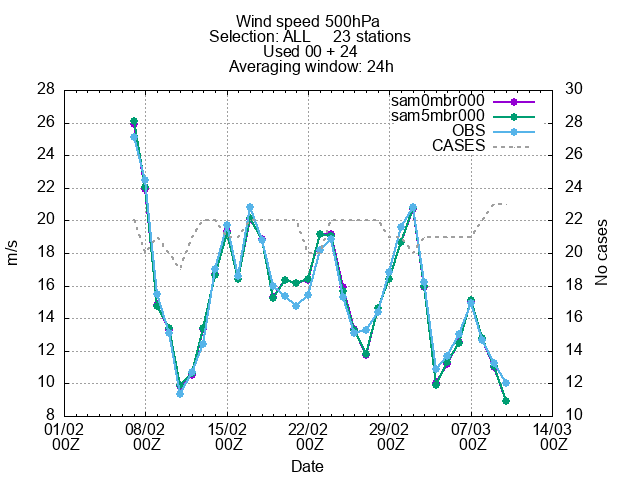 Wind speed 500hPa
Selection: ALL 23 stations
Used 00 + 24
Averaging window: 24h
28 30
sam0mbr000
sam5mbr000
OBS
CASES
26 28
24 26
22 24
20 22
18 20
16 18
14 16
12 14
10 12
8 10
m/s
No cases
01/02 08/02 15/02 22/02 29/02 07/03 14/03
00Z 00Z 00Z 00Z 00Z 00Z 00Z
Date